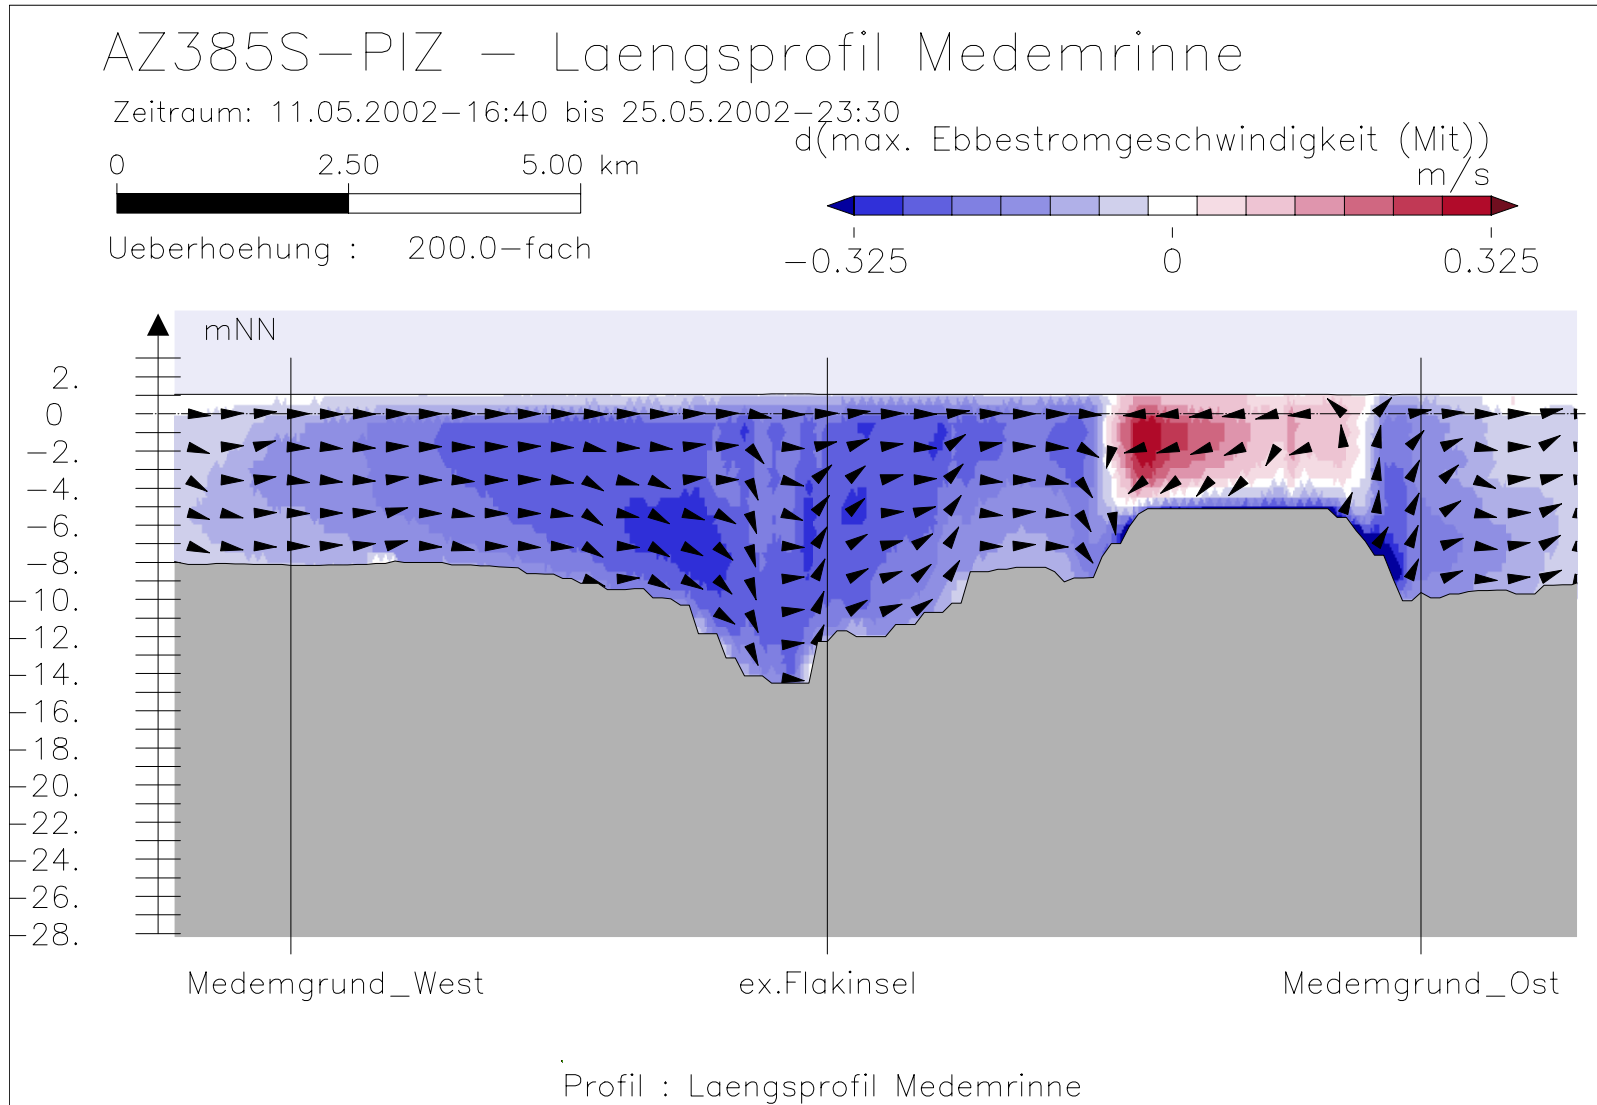 AZ385S-PIZ - Laengsprofil Medemrinne
Zeitraum: 11.05.2002-16:40 bis 25.05.2002-23:30
d(max. Ebbestromgeschwindigkeit (Mit))
m/s
0 2.50 5.00 km
-0.325 0 0.325
Ueberhoehung : 200.0-fach
mNN
2.
0
-2.
-4.
-6.
-8.
-10.
-12.
-14.
-16.
-18.
-20.
-22.
-24.
-26.
-28.
Medemgrund_West ex.Flakinsel Medemgrund_Ost
Profil : Laengsprofil Medemrinne